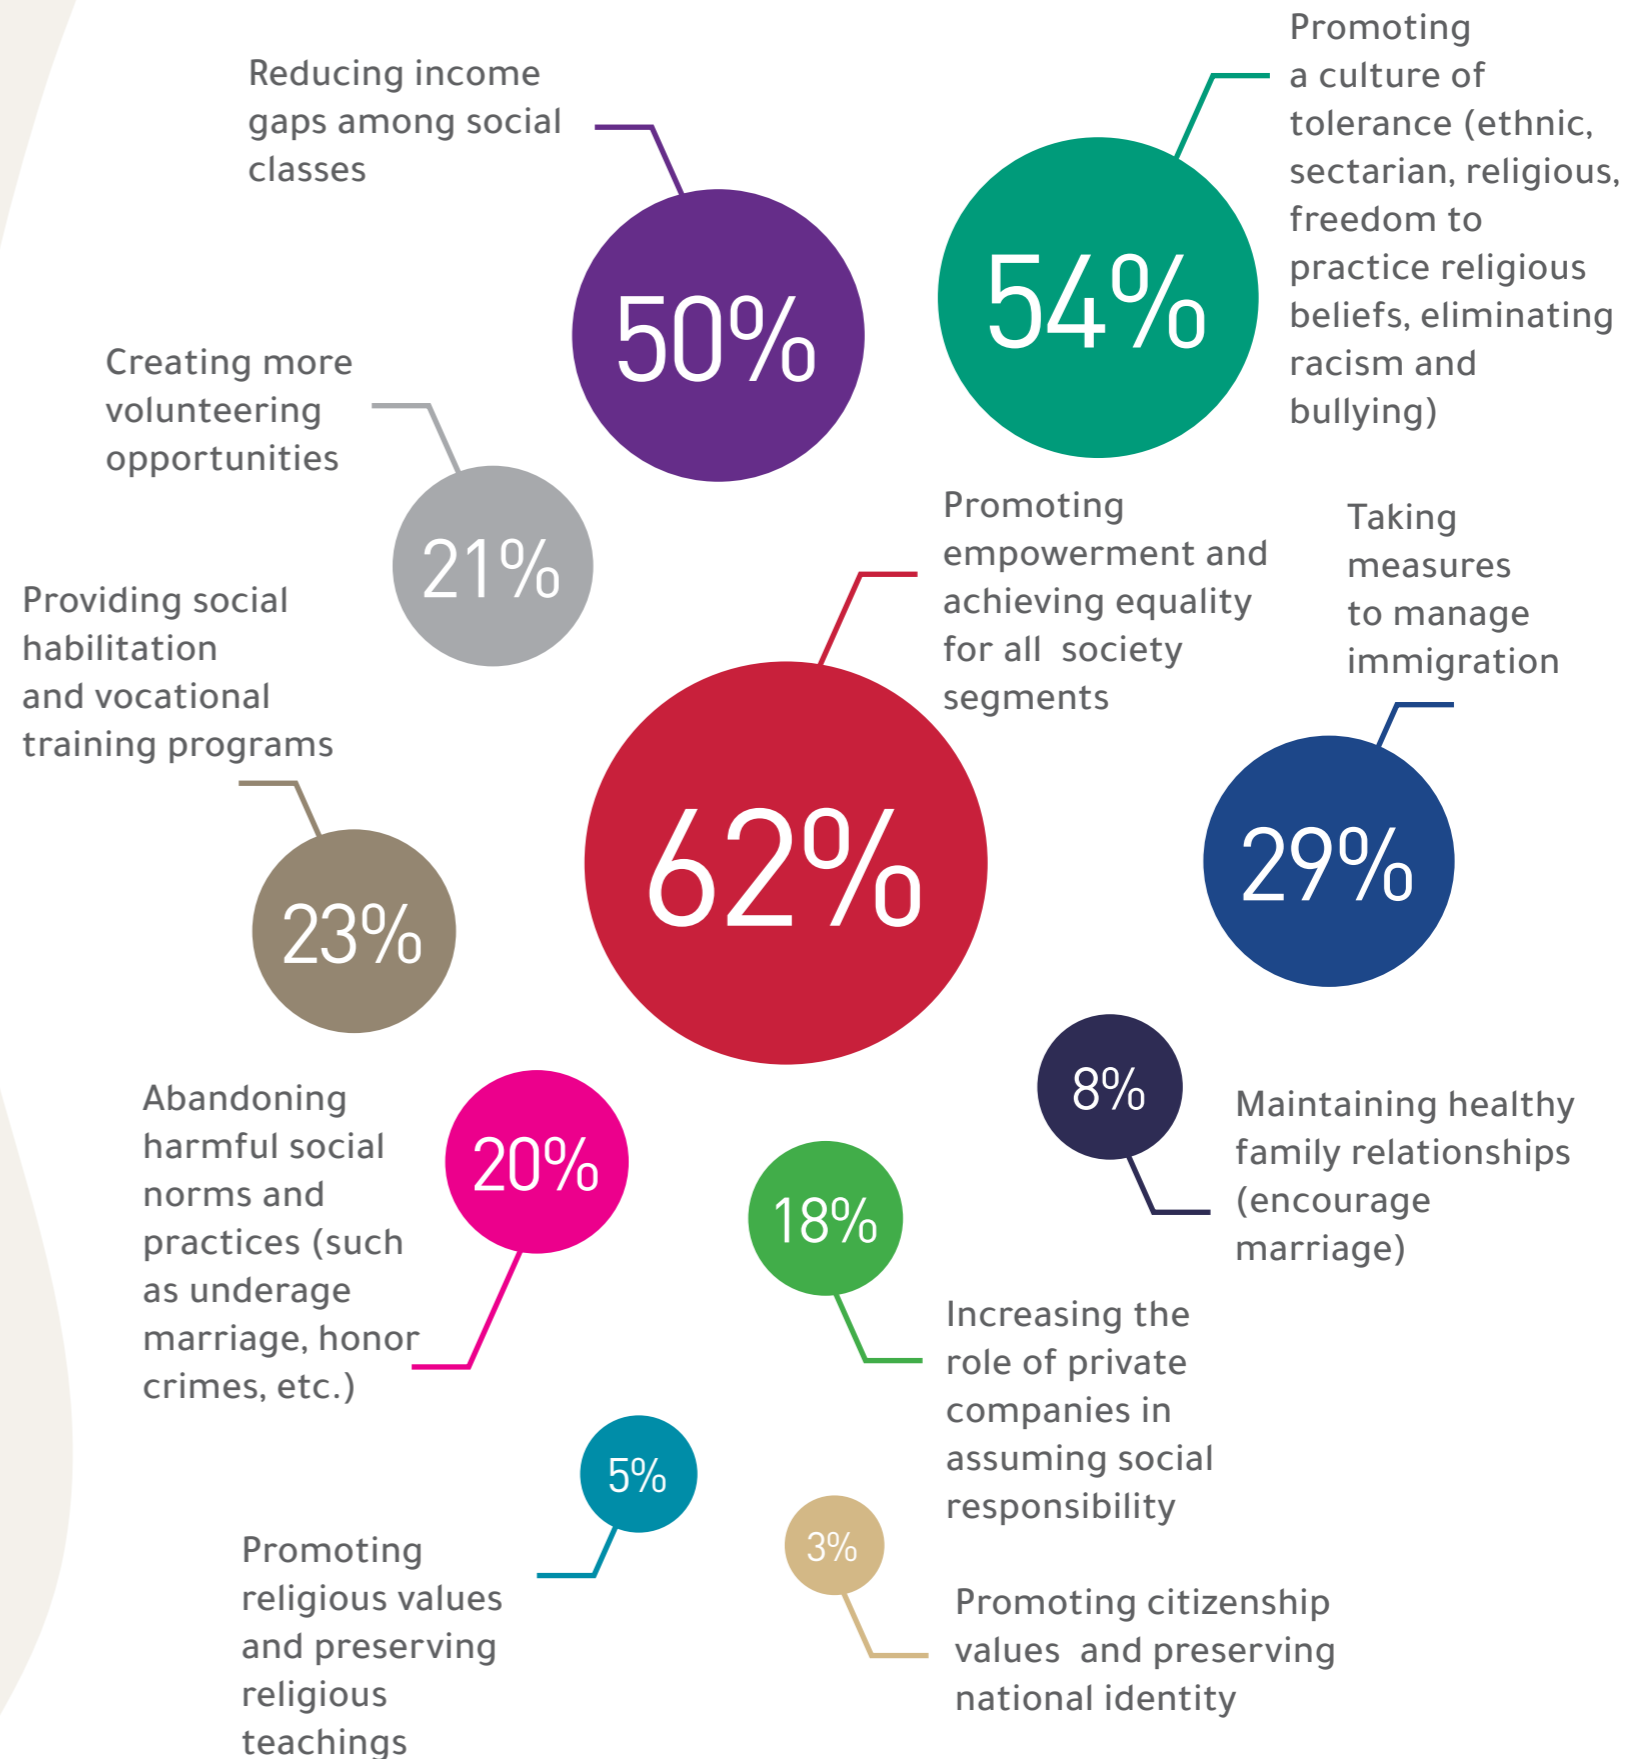 Reducing income
gaps among social
classes
50%
Promoting
a culture of
tolerance (ethnic,
sectarian, religious,
freedom to
practice religious
beliefs, eliminating
racism and
bullying)
54%
Creating more
volunteering
opportunities
21%
Promoting
empowerment and
achieving equality
for all  society
segments
62%
Taking
measures
to manage
immigration
29%
Providing social
habilitation
and vocational
training programs
23%
Abandoning
harmful social
norms and
practices (such
as underage
marriage, honor
crimes, etc.)
20%
18%
Increasing the
role of private
companies in
assuming social
responsibility
8%
Maintaining healthy
family relationships
(encourage
marriage)
5%
Promoting
religious values
and preserving
religious
teachings
3%
Promoting citizenship
values  and preserving
national identity